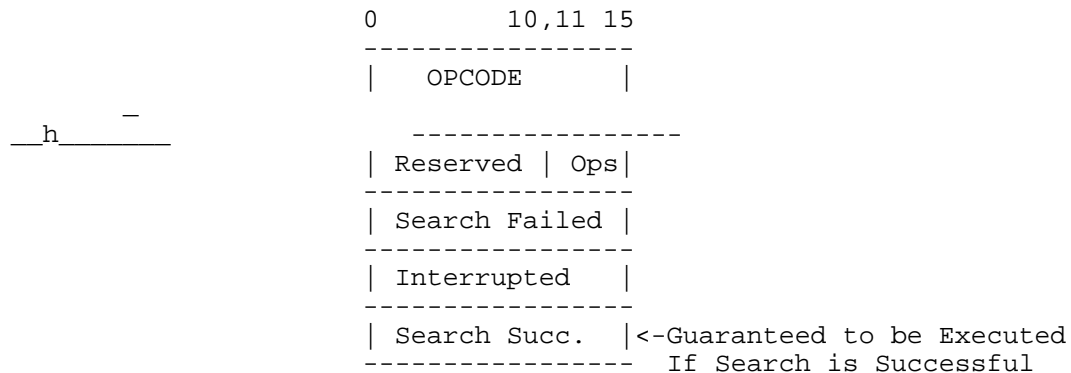 0 10,11 15
-----------------
| OPCODE |
_
__h_______ -----------------
| Reserved | Ops|
-----------------
| Search Failed |
-----------------
| Interrupted |
-----------------
| Search Succ. |<-Guaranteed to be Executed
----------------- If Search is Successful